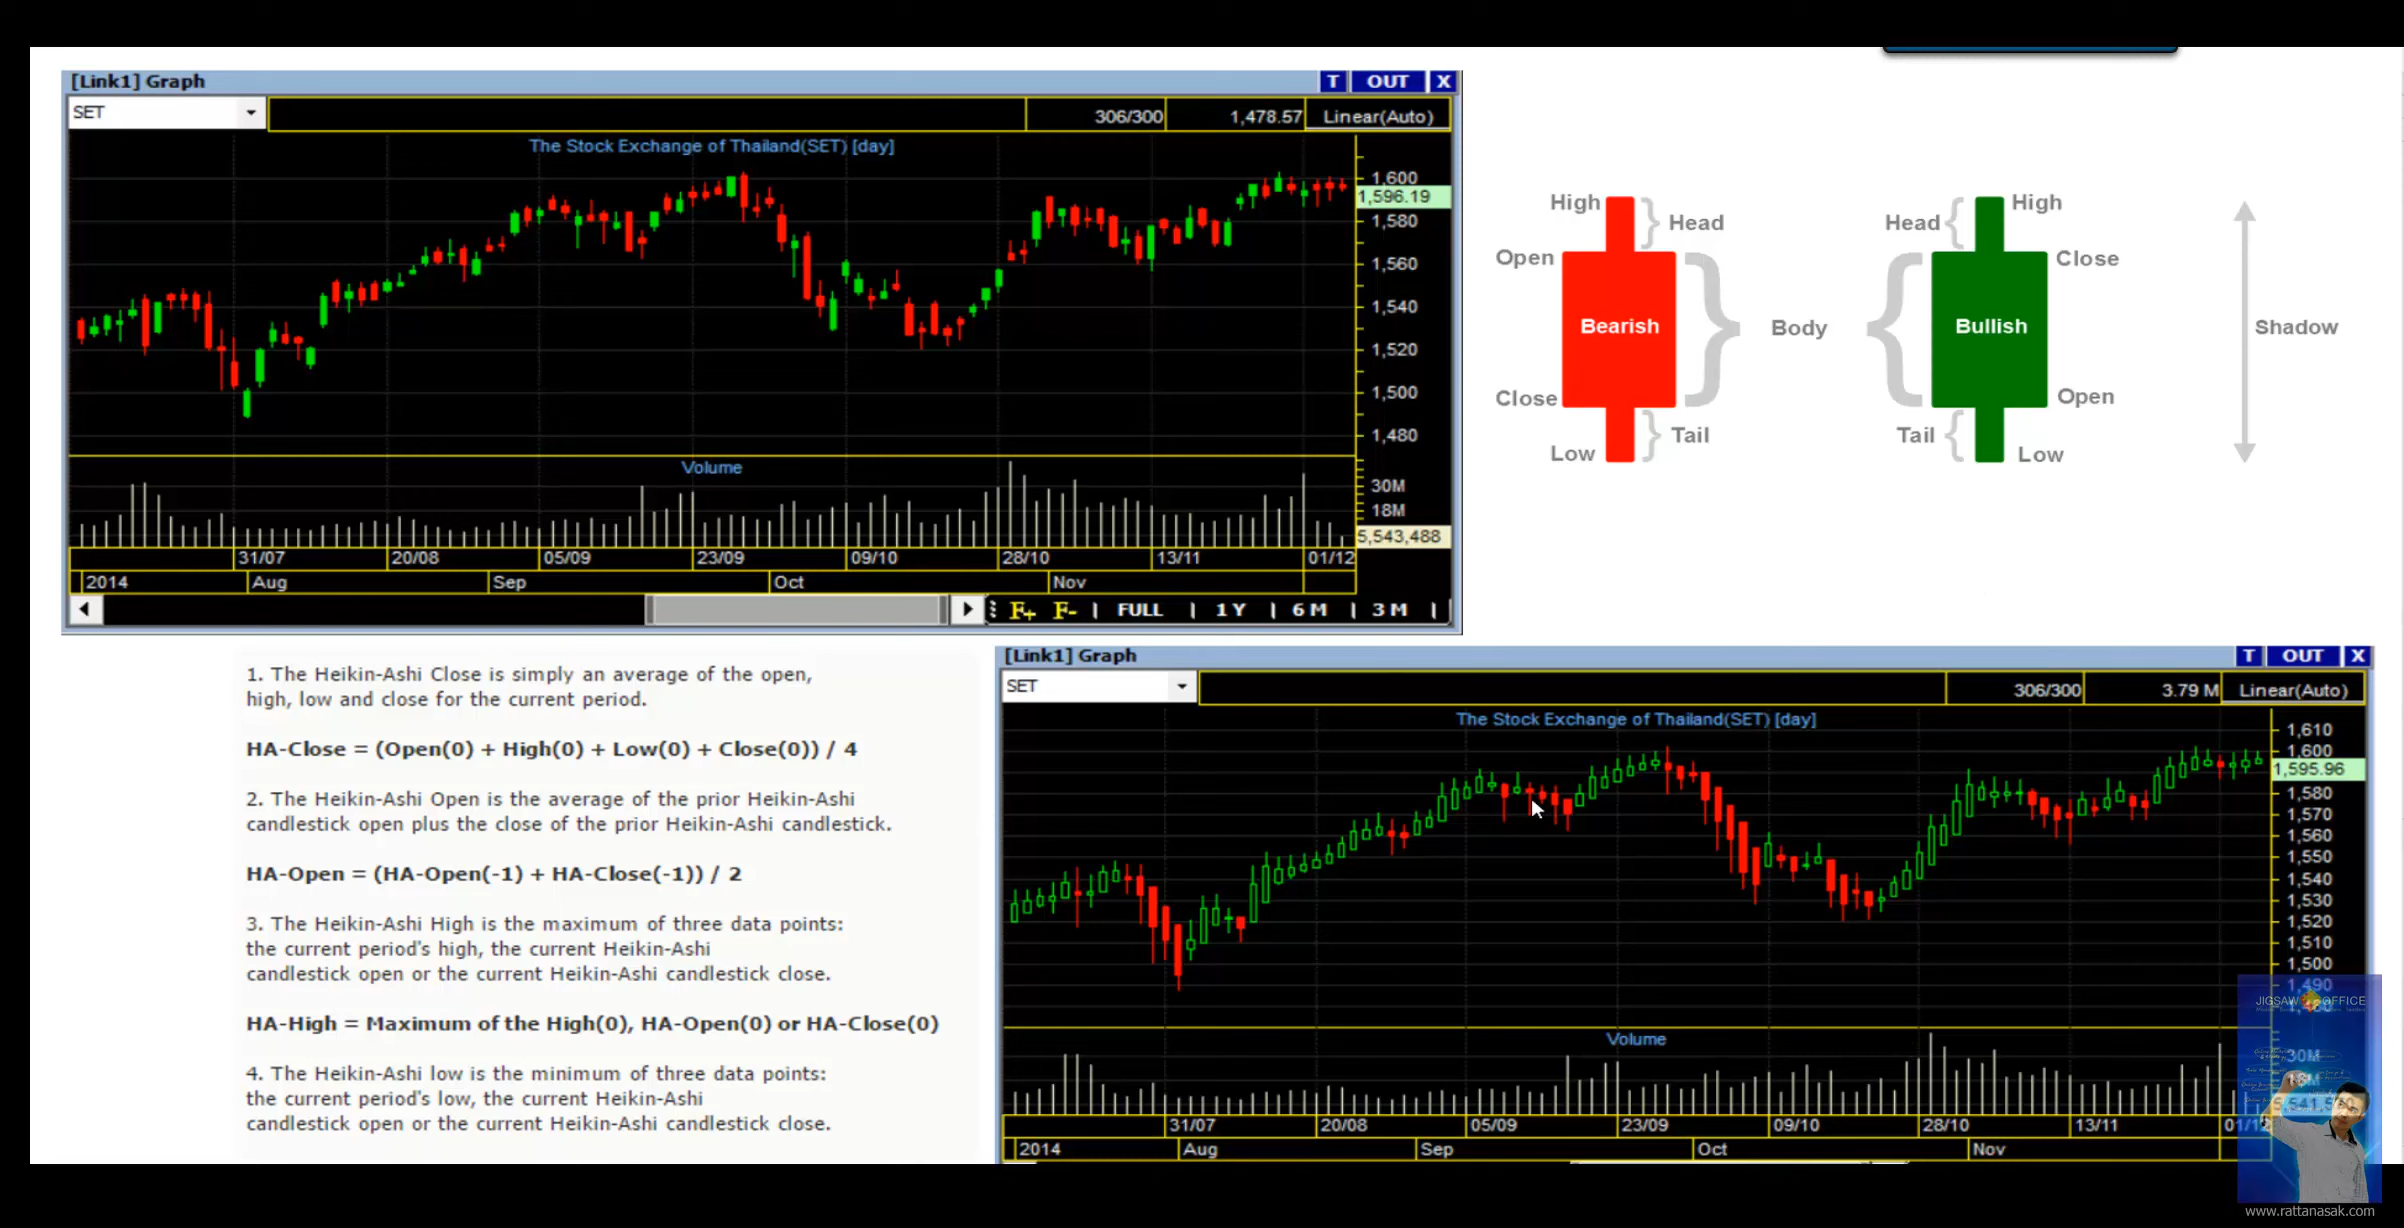 [Link1] Graph T OUT X
SET 306/300 1,478.57 Linear(Auto)
The Stock Exchange of Thailand(SET) [day]
1,600
1,596.19
1,580
1,560
1,540
1,520
1,500
1,480
Volume
30M
18M
5,543,488
31/07 20/08 05/09 23/09 09/10 28/10 13/11 01/12
2014 Aug Sep Oct Nov
F+ F- | FULL | 1Y | 6M | 3M |
High Head Head High
Open Close
Bearish Body Bullish Shadow
Close Open
Tail Tail
Low Low
1. The Heikin-Ashi Close is simply an average of the open,
high, low and close for the current period.
HA-Close = (Open(0) + High(0) + Low(0) + Close(0)) / 4
2. The Heikin-Ashi Open is the average of the prior Heikin-Ashi
candlestick open plus the close of the prior Heikin-Ashi candlestick.
HA-Open = (HA-Open(-1) + HA-Close(-1)) / 2
3. The Heikin-Ashi High is the maximum of three data points:
the current period's high, the current Heikin-Ashi
candlestick open or the current Heikin-Ashi candlestick close.
HA-High = Maximum of the High(0), HA-Open(0) or HA-Close(0)
4. The Heikin-Ashi low is the minimum of three data points:
the current period's low, the current Heikin-Ashi
candlestick open or the current Heikin-Ashi candlestick close.
[Link1] Graph T OUT X
SET 306/300 3.79 M Linear(Auto)
The Stock Exchange of Thailand(SET) [day]
1,610
1,600
1,595.96
1,580
1,570
1,560
1,550
1,540
1,530
1,520
1,510
1,500
1,490
JIGSAW OFFICE
Volume
30M
18M
31/07 20/08 05/09 23/09 09/10 28/10 13/11
2014 Aug Sep Oct Nov
www.rattanasak.com